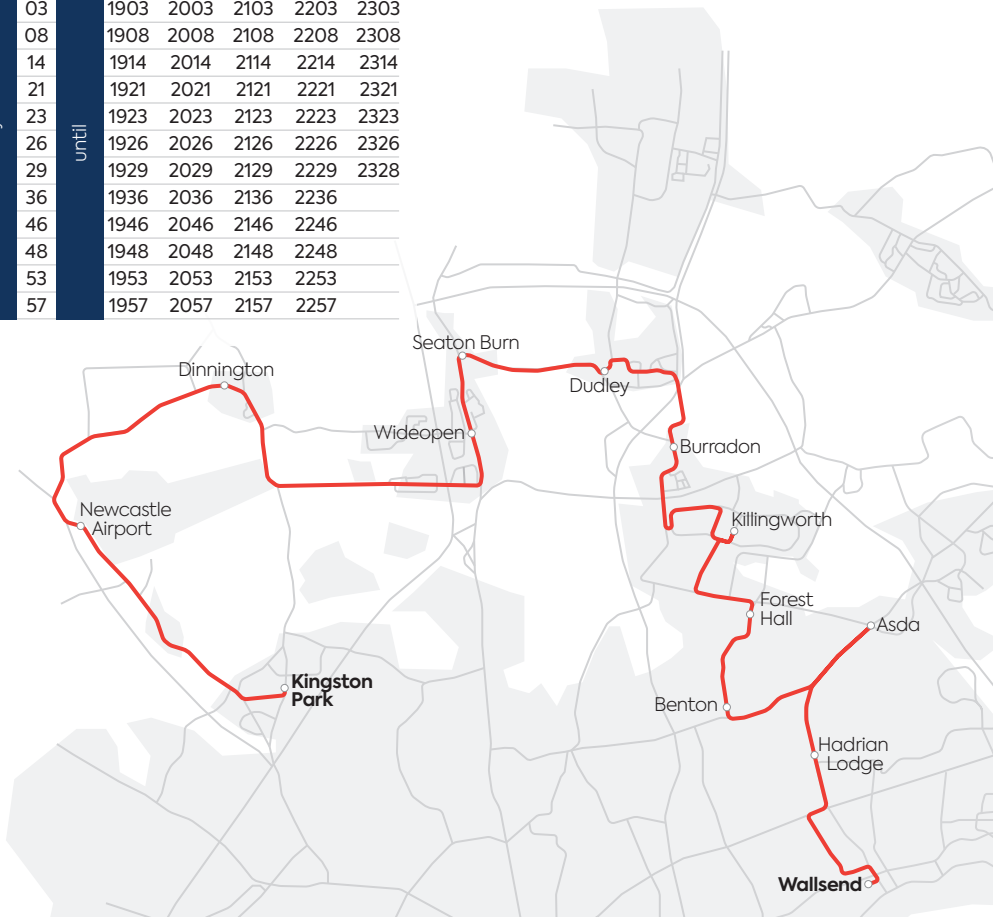 03 1903 2003 2103 2203 2303
08 1908 2008 2108 2208 2308
14 1914 2014 2114 2214 2314
21 1921 2021 2121 2221 2321
23 1923 2023 2123 2223 2323
26 until 1926 2026 2126 2226 2326
29 1929 2029 2129 2229 2328
36 1936 2036 2136 2236
46 1946 2046 2146 2246
48 1948 2048 2148 2248
53 1953 2053 2153 2253
57 1957 2057 2157 2257
Seaton Burn
Dinnington
Dudley
Wideopen
Burradon
Newcastle
Airport
Killingworth
Forest
Hall
Asda
Kingston
Park
Benton
Hadrian
Lodge
Wallsend